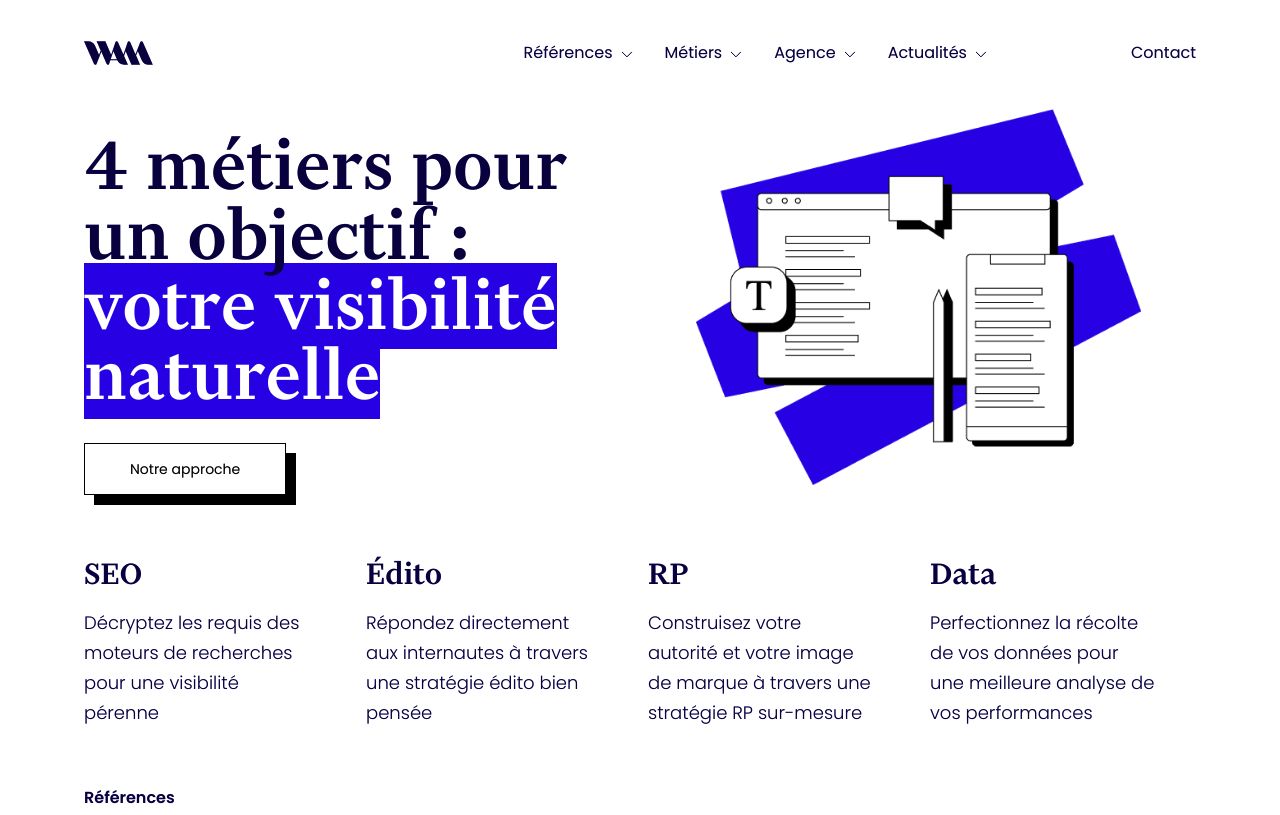 WAM
Références
Métiers
Agence
Actualités
Contact
4 métiers pour
un objectif :
votre visibilité
naturelle
T
Notre approche
SEO
Décryptez les requis des
moteurs de recherches
pour une visibilité
pérenne
Édito
Répondez directement
aux internautes à travers
une stratégie édito bien
pensée
RP
Construisez votre
autorité et votre image
de marque à travers une
stratégie RP sur-mesure
Data
Perfectionnez la récolte
de vos données pour
une meilleure analyse de
vos performances
Références